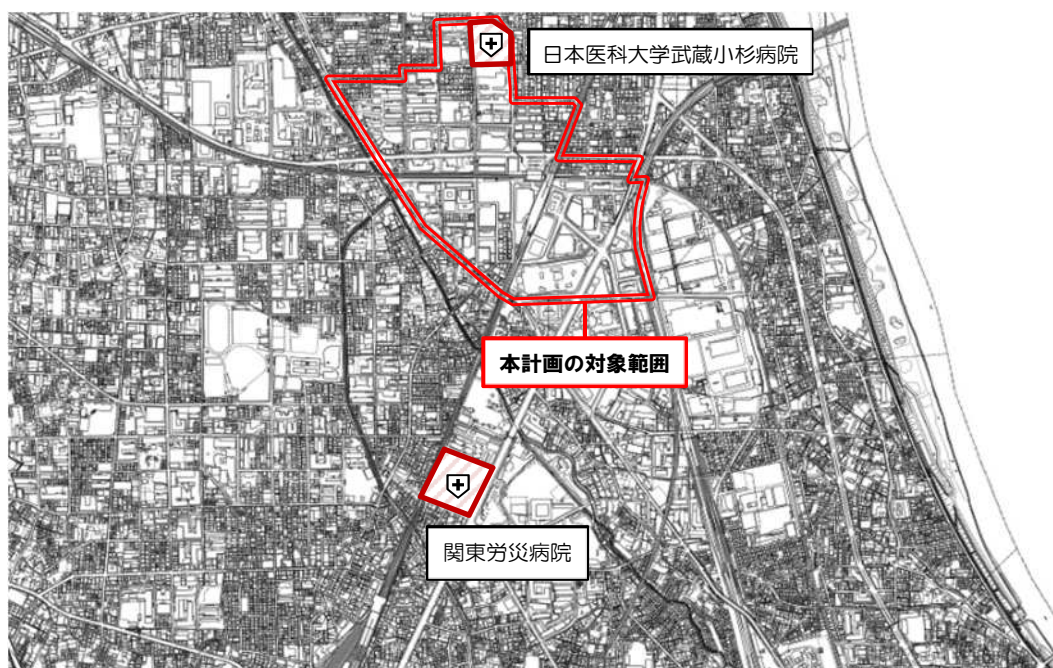 日本医科大学武蔵小杉病院
本計画の対象範囲
関東労災病院